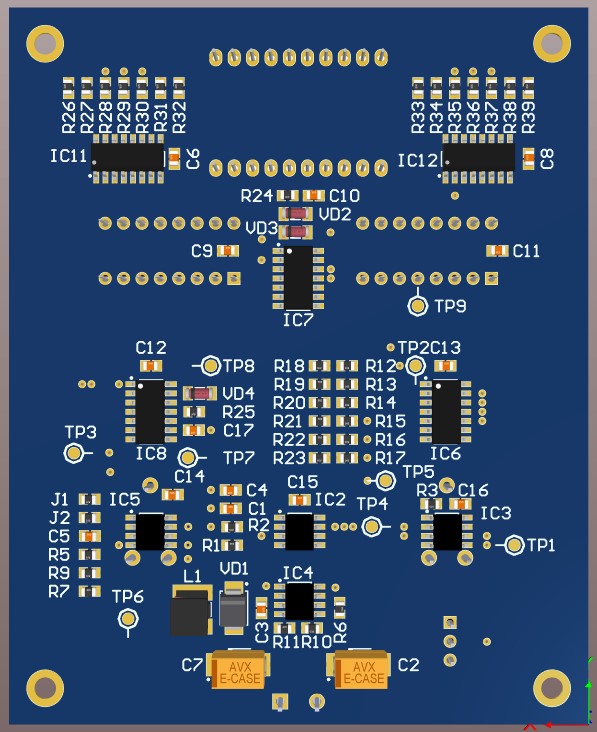 R26 R27 R28 R29 R30 R31 R32
R33 R34 R35 R36 R37 R38 R39
IC11 C6 IC12 C8
R24 C10
VD2
VD3
C9 C11
IC7
TP9
C12 TP2 C13
TP8 R18 R12
R19 R13
VD4 R20 R14
R25 R21 R15
C17 R22 R16
TP3 IC8 IC6
TP7 R23 R17
C14 TP5
C4 C15 R3 C16
J1 IC5 C1 IC2 TP4 IC3
J2 R2
C5 R1 TP1
R5
R9 L1 VD1 IC4
R7
TP6 C3 R11 R10 R6
C7 AVX AVX C2
E-CASE E-CASE
X